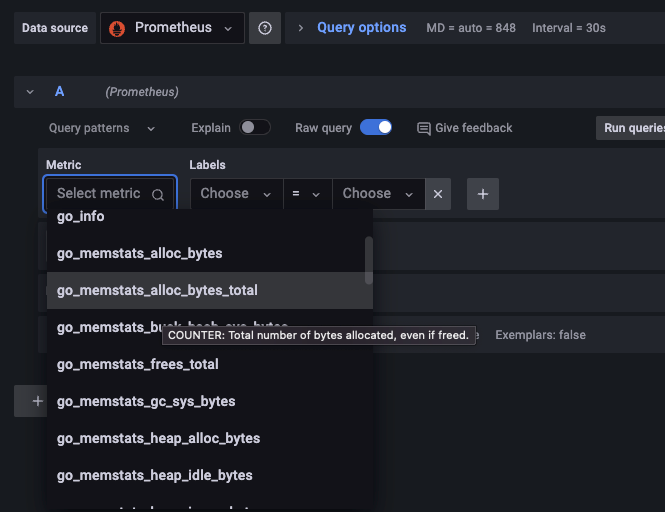 Data source
Prometheus
Query options
MD = auto = 848
Interval = 30s
A
(Prometheus)
Query patterns
Explain
Raw query
Give feedback
Run queries
Metric
Labels
Select metric
Choose
=
Choose
go_info
go_memstats_alloc_bytes
go_memstats_alloc_bytes_total
COUNTER: Total number of bytes allocated, even if freed.
Exemplars: false
go_memstats_frees_total
go_memstats_gc_sys_bytes
go_memstats_heap_alloc_bytes
go_memstats_heap_idle_bytes